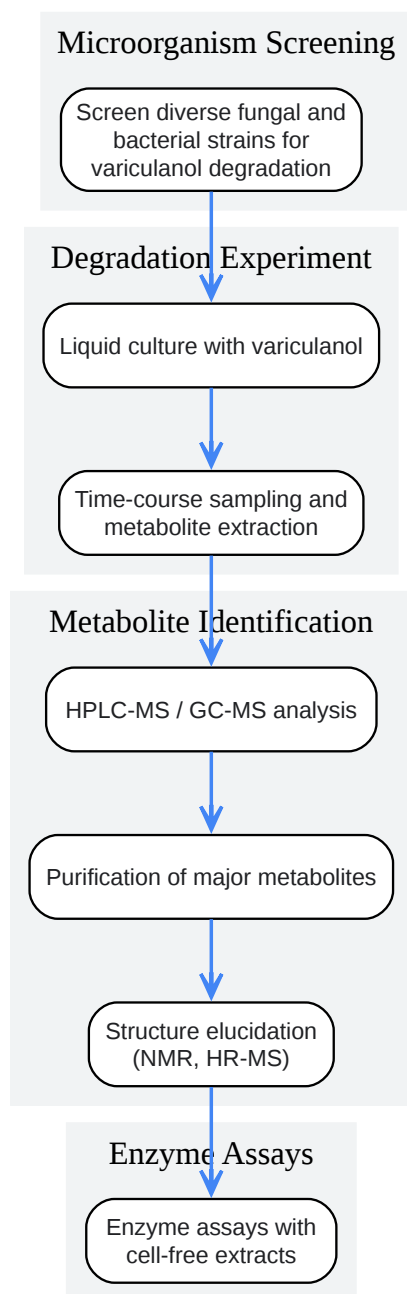 Microorganism Screening
Screen diverse fungal and
bacterial strains for
variculanol degradation
Degradation Experiment
Liquid culture with variculanol
Time-course sampling and
metabolite extraction
Metabolite Identification
HPLC-MS / GC-MS analysis
Purification of major metabolites
Structure elucidation
(NMR, HR-MS)
Enzyme Assays
Enzyme assays with
cell-free extracts